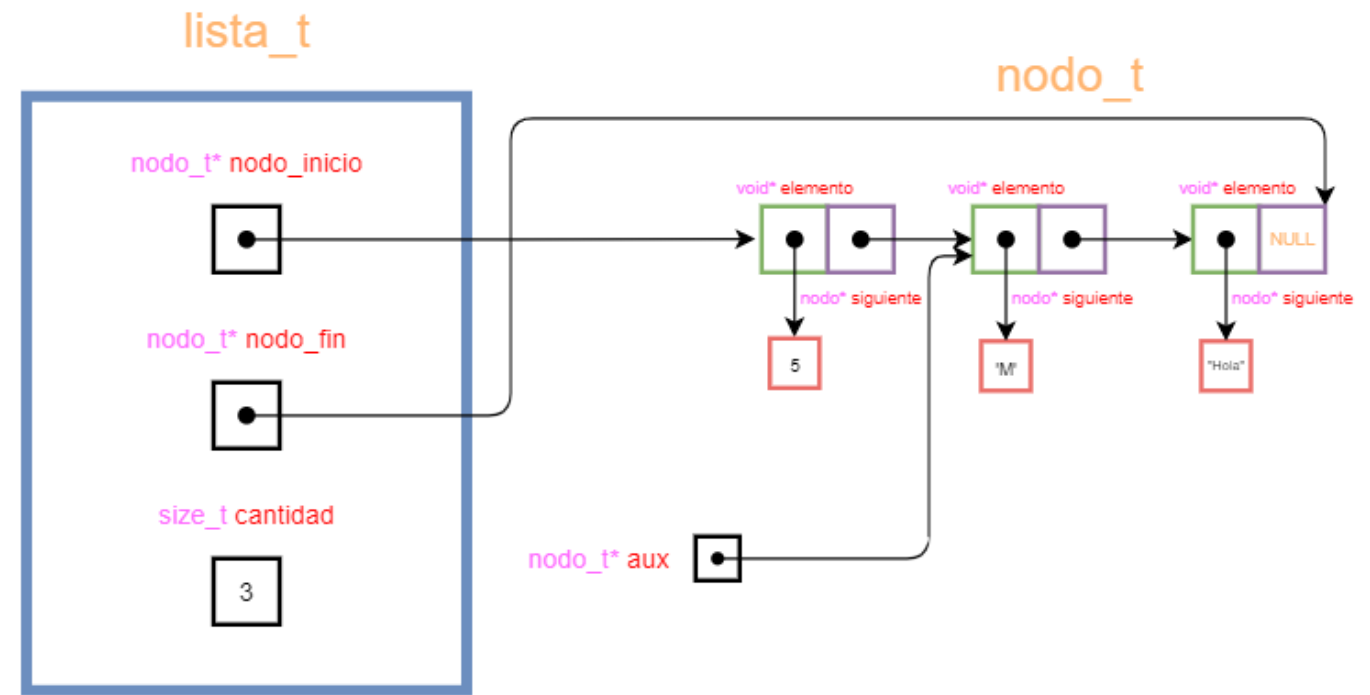 lista_t
nodo_t
nodo_t* nodo_inicio
void* elemento
void* elemento
void* elemento
NULL
nodo* siguiente
nodo* siguiente
nodo* siguiente
nodo_t* nodo_fin
5
'M'
"Hola"
size_t cantidad
nodo_t* aux
3